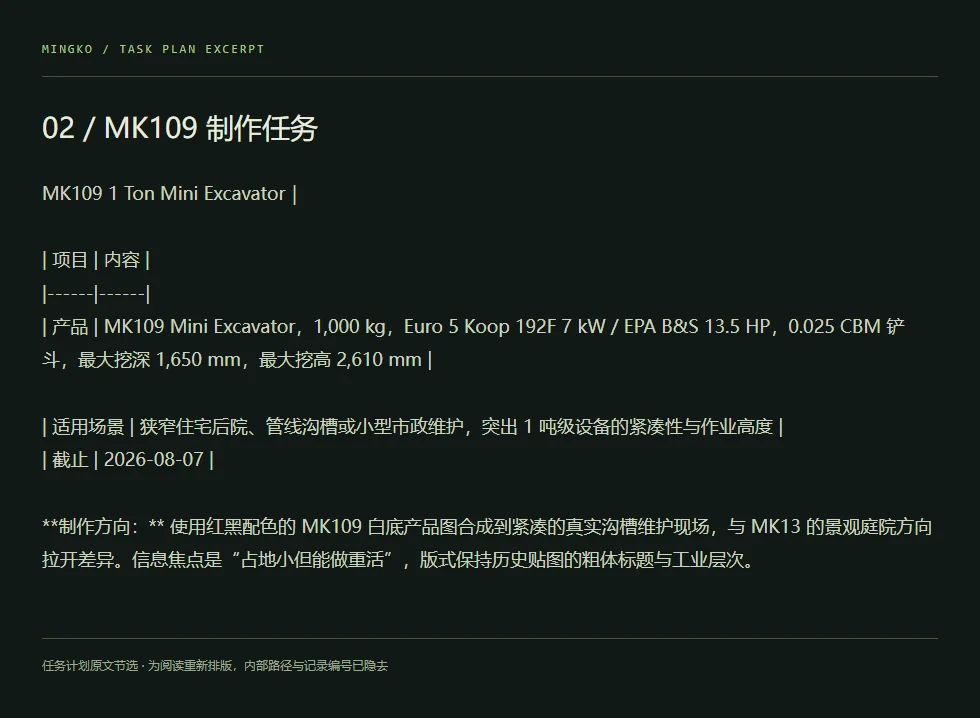 MINGKO / TASK PLAN EXCERPT
02 / MK109 制作任务
MK109 1 Ton Mini Excavator |
| 项目 | 内容 |
|------|------|
| 产品 | MK109 Mini Excavator，1,000 kg，Euro 5 Koop 192F 7 kW / EPA B&S 13.5 HP，0.025 CBM 铲
斗，最大挖深 1,650 mm，最大挖高 2,610 mm |
| 适用场景 | 狭窄住宅后院、管线沟槽或小型市政维护，突出 1 吨级设备的紧凑性与作业高度 |
| 截止 | 2026-08-07 |
**制作方向：** 使用红黑配色的 MK109 白底产品图合成到紧凑的真实沟槽维护现场，与 MK13 的景观庭院方向
拉开差异。信息焦点是“占地小但能做重活”，版式保持历史贴图的粗体标题与工业层次。
任务计划原文节选 · 为阅读重新排版，内部路径与记录编号已隐去